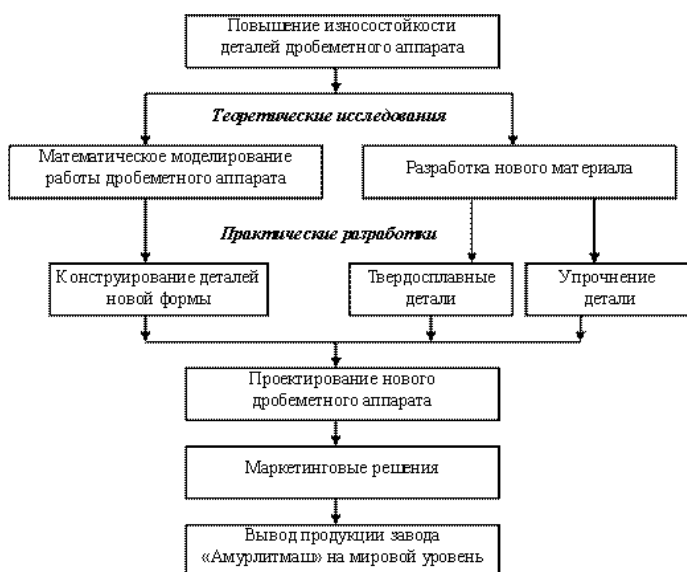 Повышение износостойкости
деталей дробеметного аппарата
Теоретические исследования
Математическое моделирование
работы дробеметного аппарата
Разработка нового материала
Практические разработки
Конструирование деталей
новой формы
Твердосплавные
детали
Упрочнение
детали
Проектирование нового
дробеметного аппарата
Маркетинговые решения
Вывод продукции завода
«Амурлитмаш» на мировой уровень